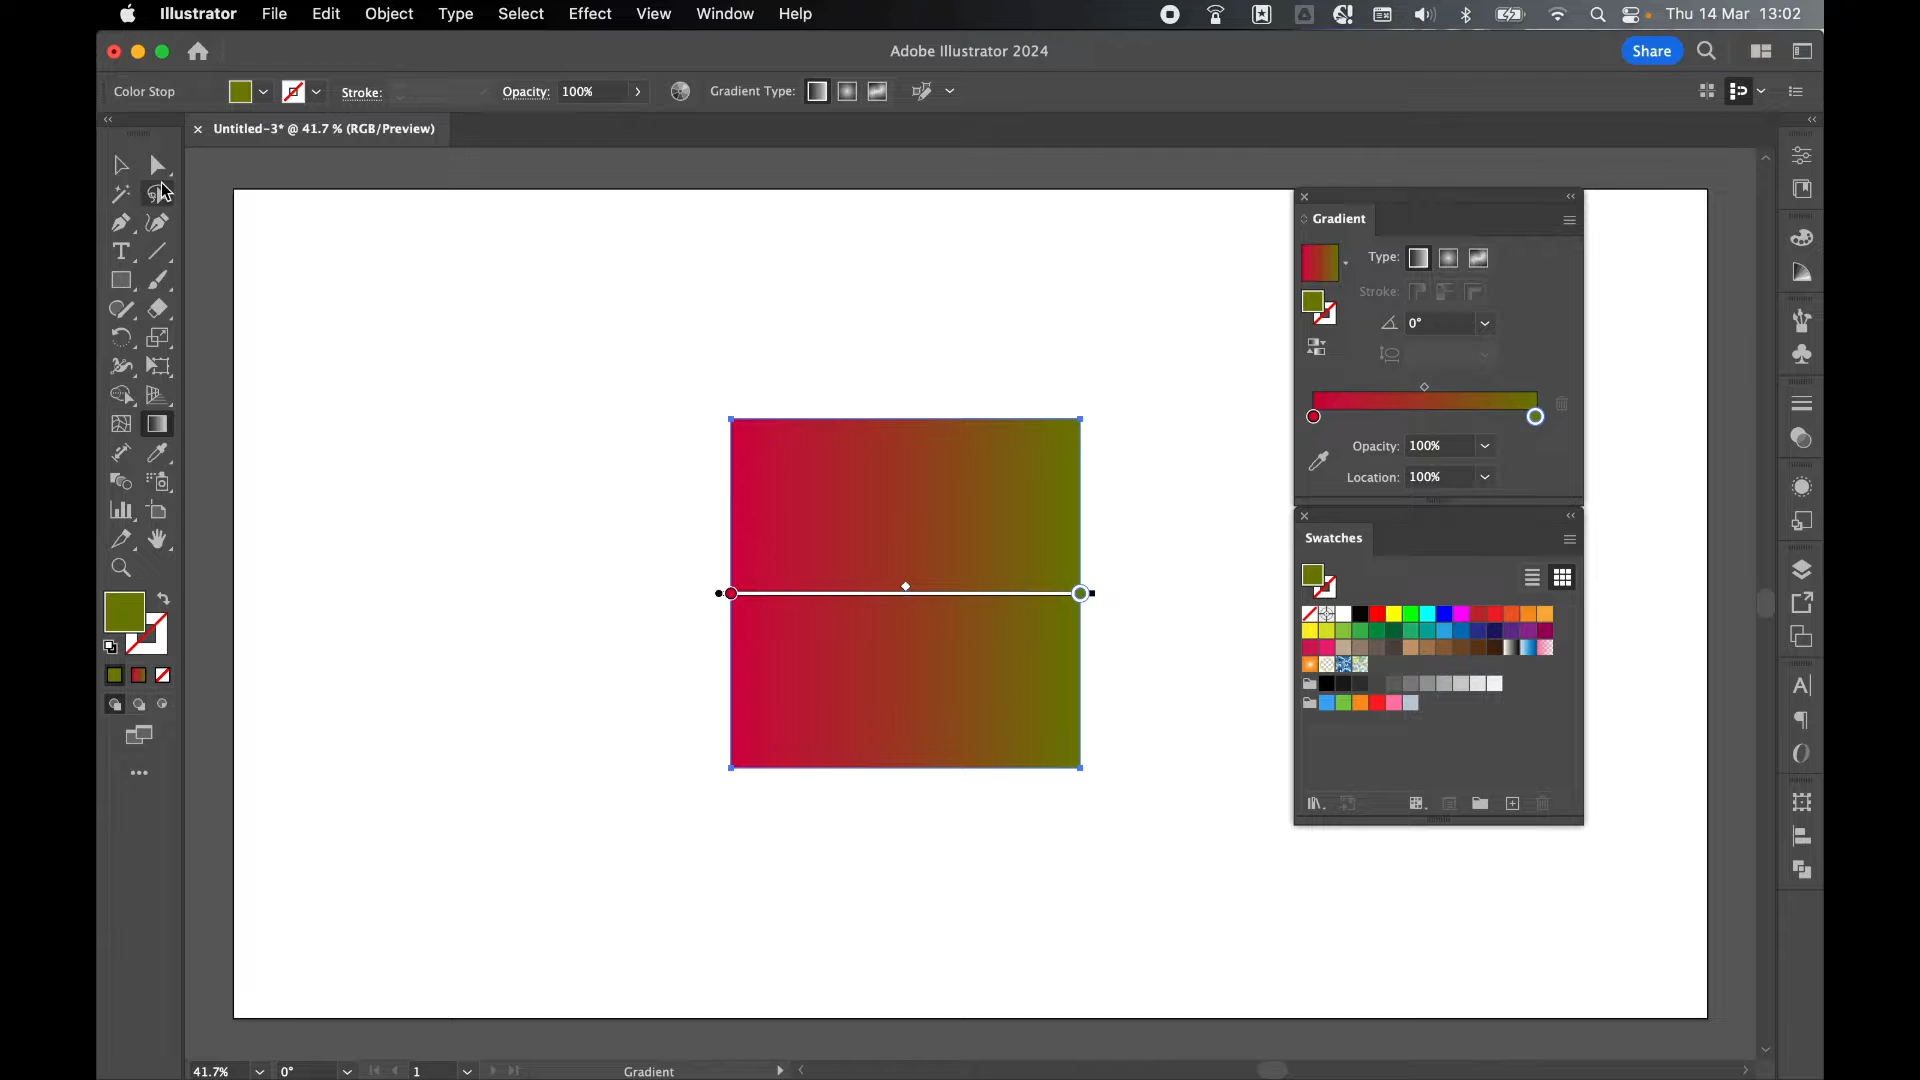 Illustrator File Edit Object Type Select Effect View Window Help Thu 14 Mar 13:02
Adobe Illustrator 2024 Share
Color Stop Stroke: Opacity: 100% Gradient Type:
Untitled-3* @ 41.7 % (RGB/Preview)
Gradient
Type:
Stroke:
0°
Opacity: 100%
Location: 100%
Swatches
41.7% 0° 1 Gradient